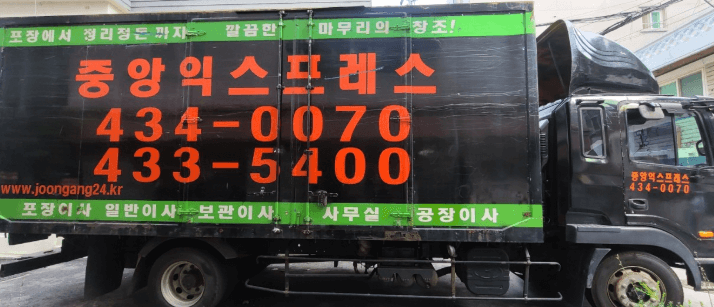 포장에서 정리정돈까지 깔끔한 마무리의 창조!
중앙익스프레스
434-0070
433-5400
www.joongang24.kr
포장이사 일반이사 보관이사 사무실 공장이사
중앙익스프레스
434-0070